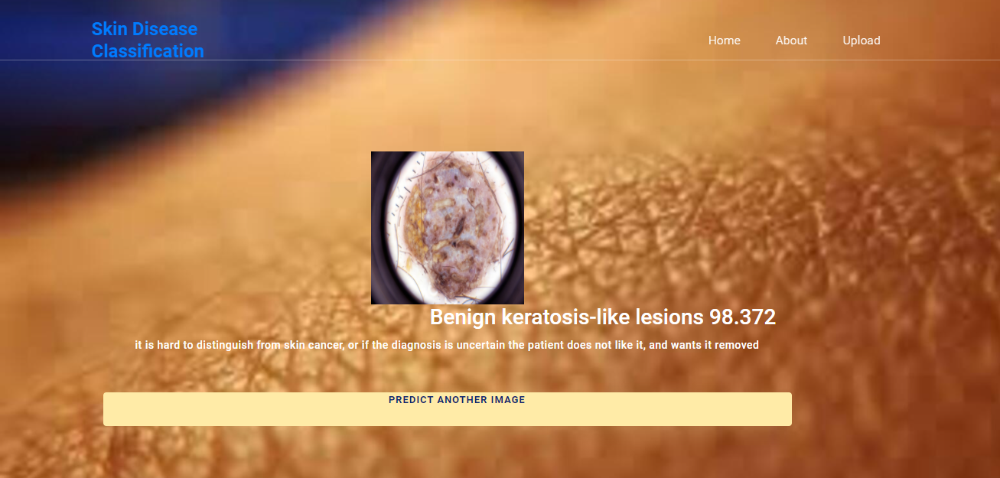 Skin Disease
Classification
Home About Upload
Benign keratosis-like lesions 98.372
it is hard to distinguish from skin cancer, or if the diagnosis is uncertain the patient does not like it, and wants it removed
PREDICT ANOTHER IMAGE